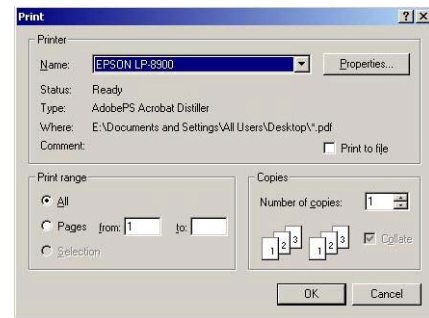 Print
Printer
Name: EPSON LP-8900 Properties...
Status: Ready
Type: AdobePS Acrobat Distiller
Where: E:\Documents and Settings\All Users\Desktop\*.pdf
Comment: Print to file
Print range
All
Pages from: 1 to:
Selection
Copies
Number of copies: 1
1 2 3 1 2 3 Collate
OK Cancel